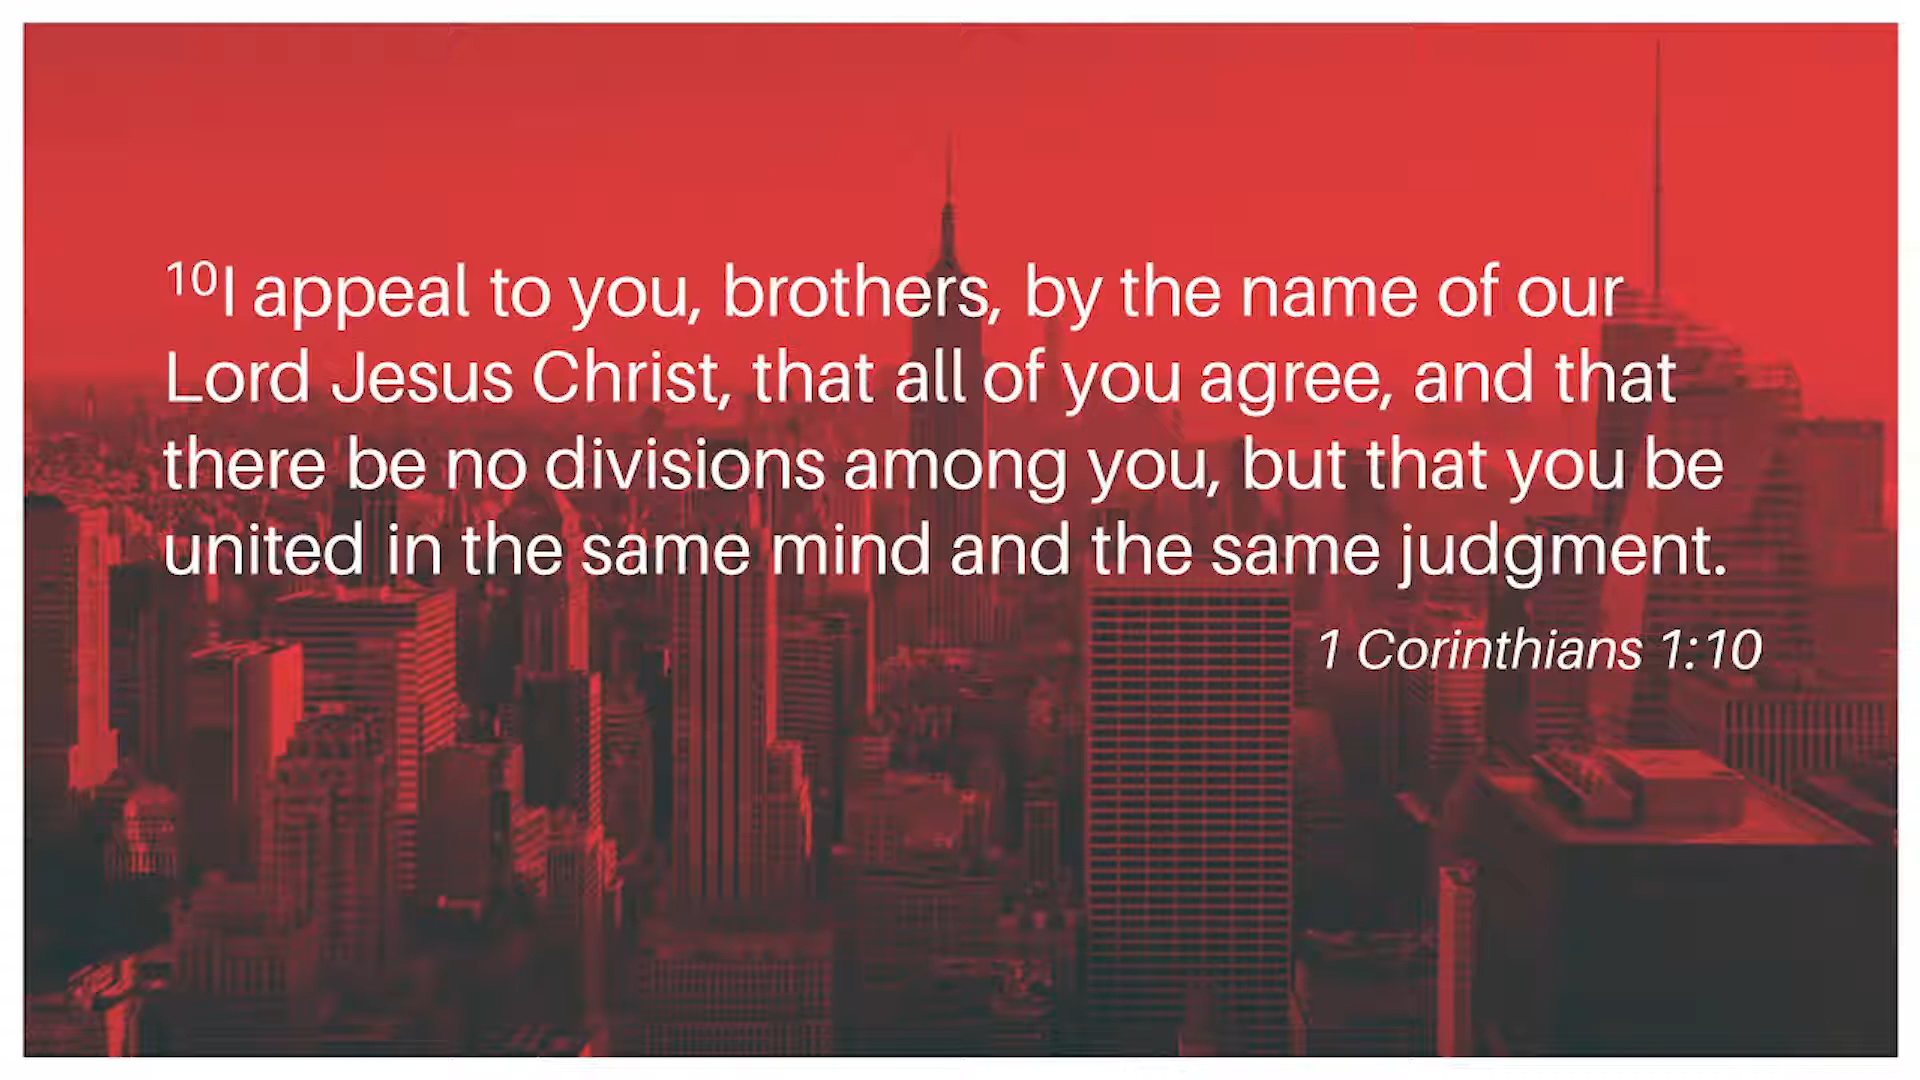 10I appeal to you, brothers, by the name of our
Lord Jesus Christ, that all of you agree, and that
there be no divisions among you, but that you be
united in the same mind and the same judgment.
1 Corinthians 1:10